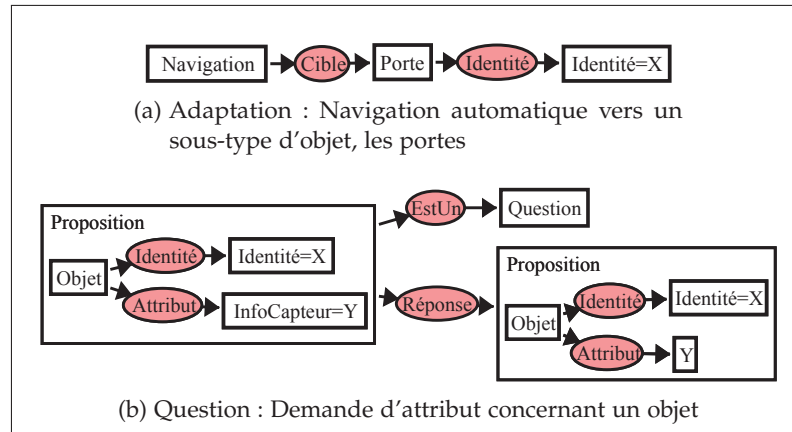 Navigation Cible Porte Identité Identité=X
(a) Adaptation : Navigation automatique vers un
sous-type d'objet, les portes
EstUn Question
Proposition
Identité Identité=X
Objet
Attribut InfoCapteur=Y
Réponse
Proposition
Identité Identité=X
Objet
Attribut Y
(b) Question : Demande d'attribut concernant un objet